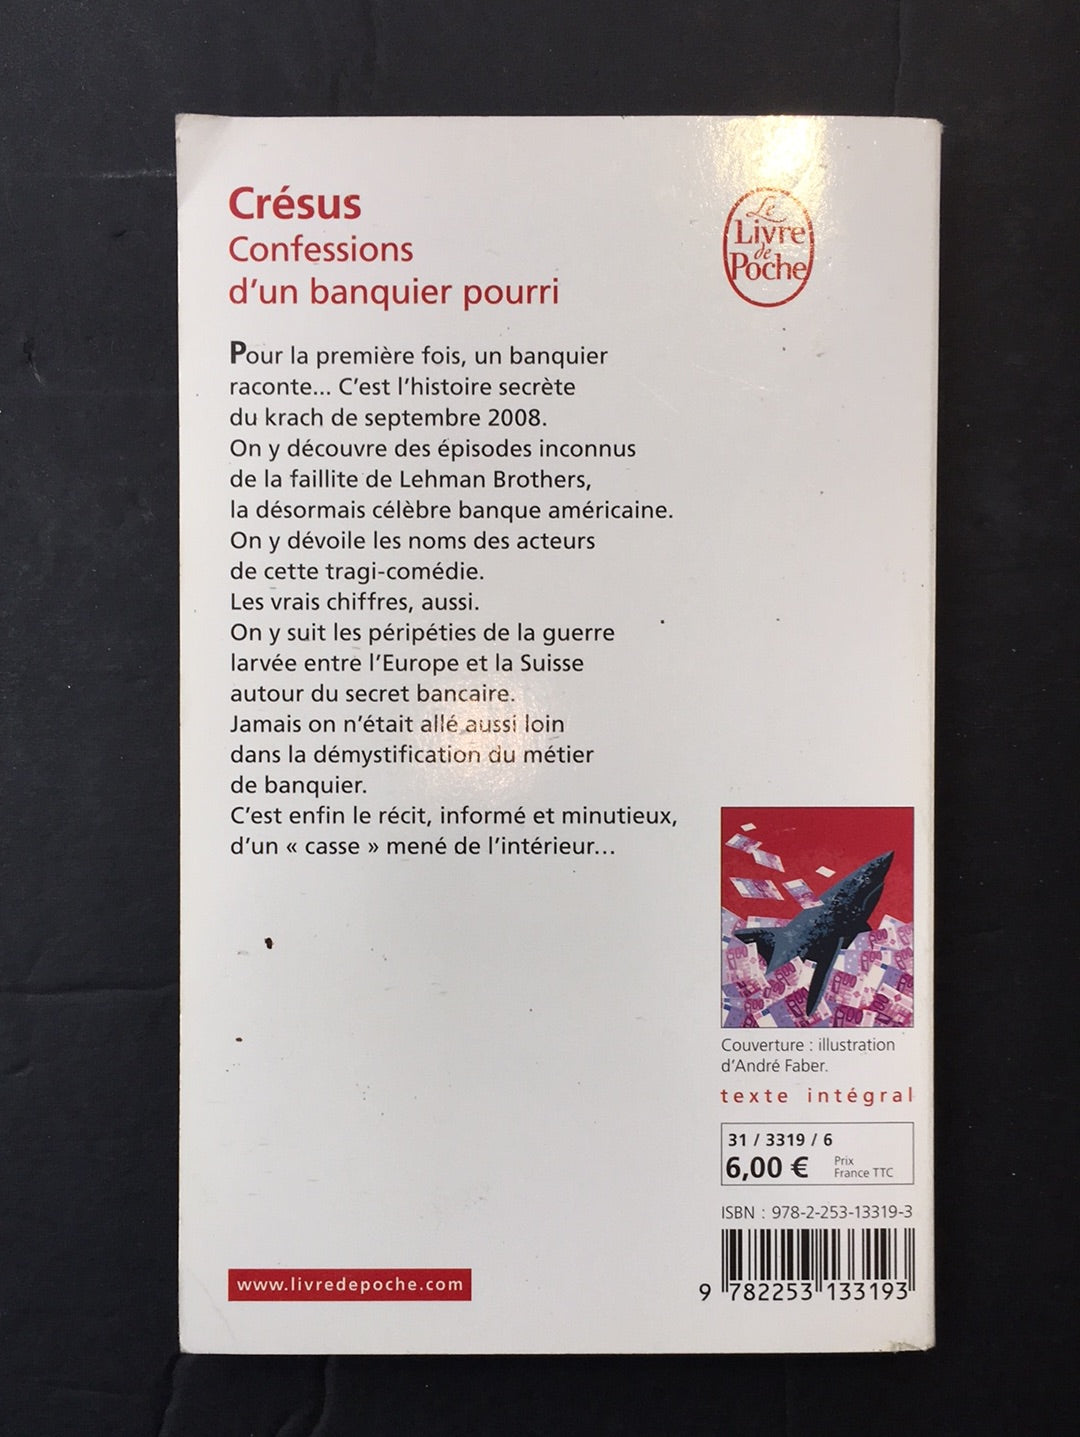 Crésus
Confessions
d'un banquier pourri
Le
Livre
de
Poche
Pour la première fois, un banquier
raconte... C'est l'histoire secrète
du krach de septembre 2008.
On y découvre des épisodes inconnus
de la faillite de Lehman Brothers,
la désormais célèbre banque américaine.
On y dévoile les noms des acteurs
de cette tragi-comédie.
Les vrais chiffres, aussi.
On y suit les péripéties de la guerre
larvée entre l'Europe et la Suisse
autour du secret bancaire.
Jamais on n'était allé aussi loin
dans la démystification du métier
de banquier.
C'est enfin le récit, informé et minutieux,
d'un « casse » mené de l'intérieur...
Couverture : illustration
d'André Faber.
texte intégral
31 / 3319 / 6
6,00 € Prix
France TTC
ISBN : 978-2-253-13319-3
9 782253 133193
www.livredepoche.com